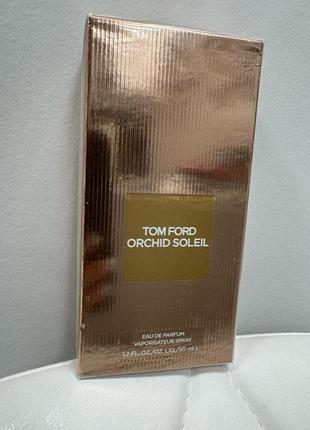 TOM FORD
ORCHID SOLEIL
EAU DE PARFUM
VAPORISATEUR SPRAY
1.7 FL. OZ./OZ. LIQ./50 ml e